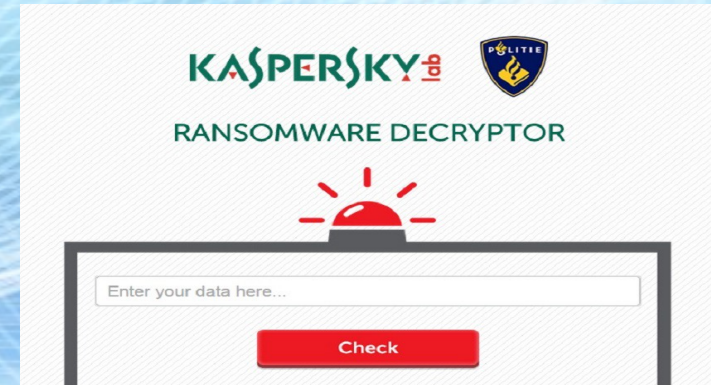 KASPERSKY lab
POLITIE
RANSOMWARE DECRYPTOR
Enter your data here...
Check